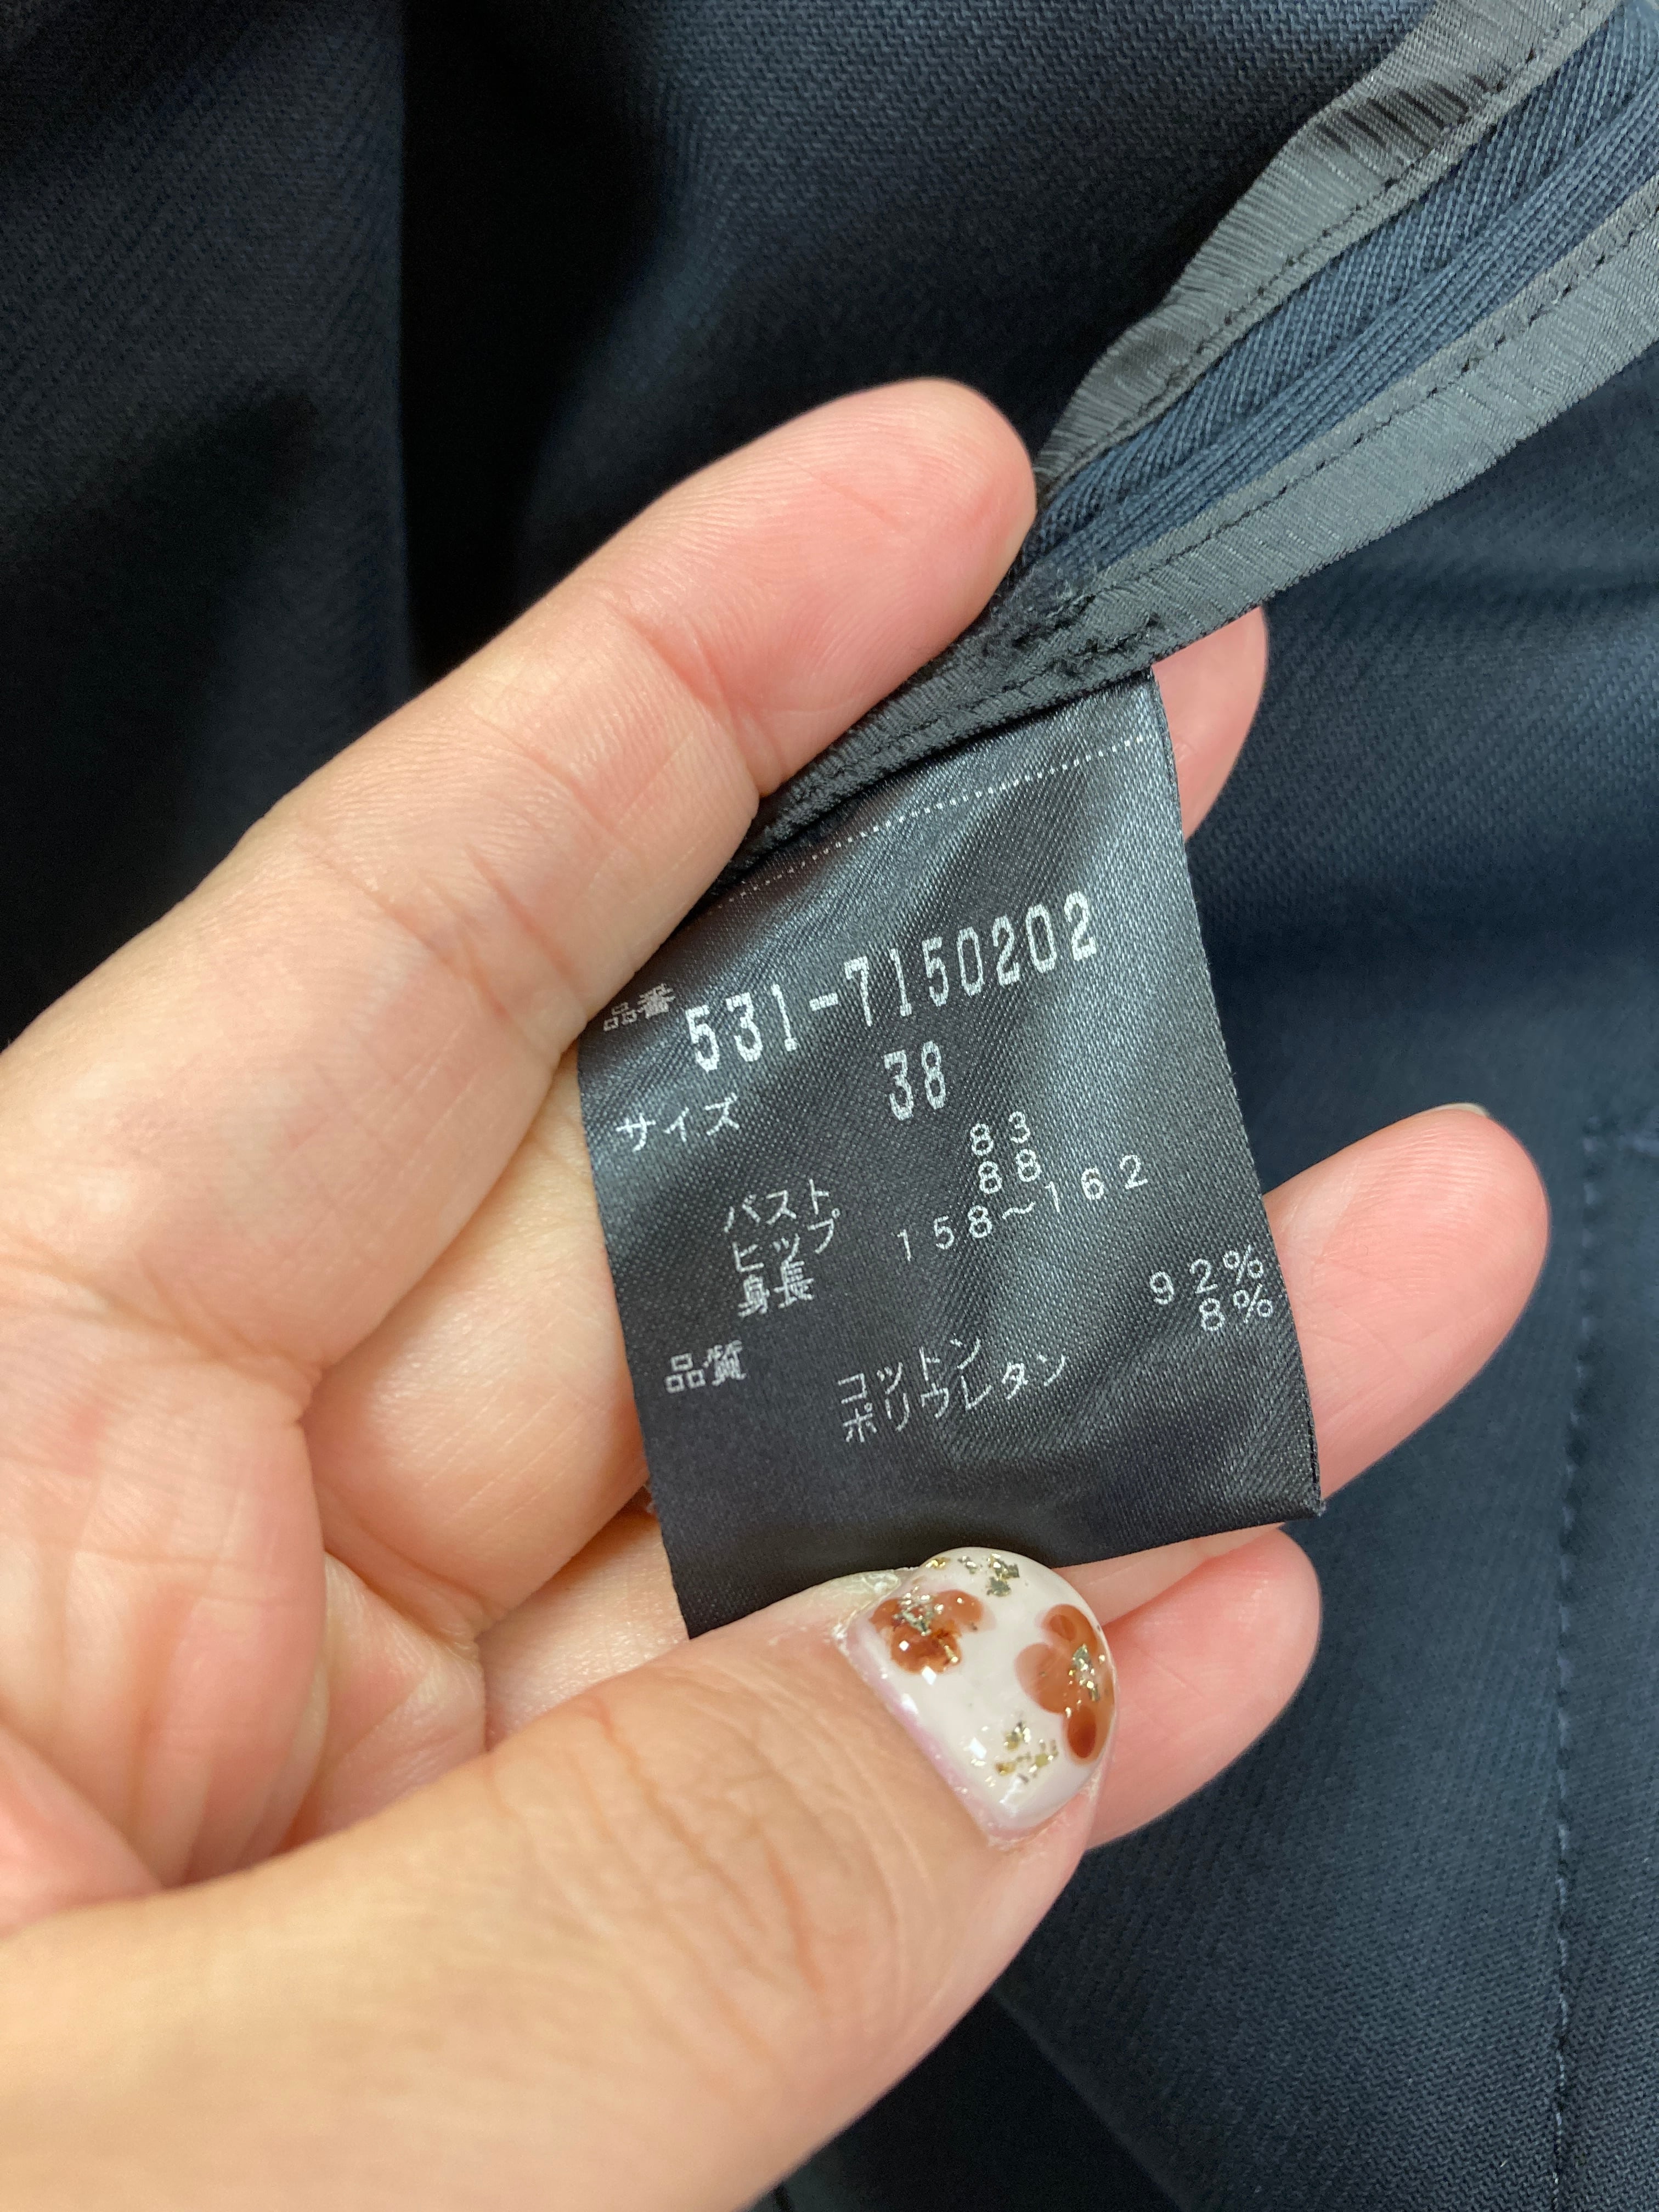 品番 531-7150202
サイズ 38
バスト 83
ヒップ 88
身長 158～162
品質 コットン 92%
ポリウレタン 8%